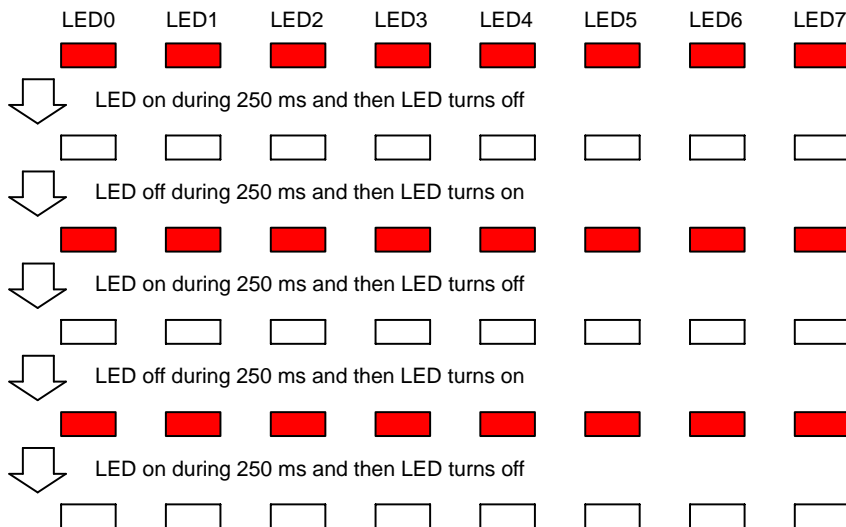 LED0 LED1 LED2 LED3 LED4 LED5 LED6 LED7
LED on during 250 ms and then LED turns off
LED off during 250 ms and then LED turns on
LED on during 250 ms and then LED turns off
LED off during 250 ms and then LED turns on
LED on during 250 ms and then LED turns off